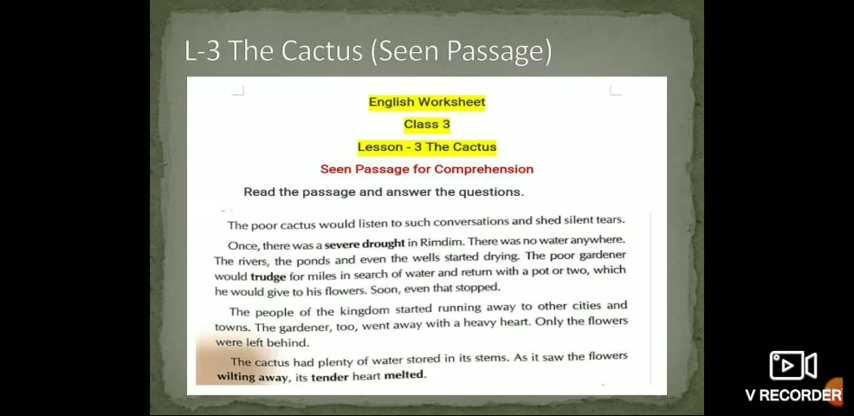 L-3 The Cactus (Seen Passage)
English Worksheet
Class 3
Lesson - 3 The Cactus
Seen Passage for Comprehension
Read the passage and answer the questions.
The poor cactus would listen to such conversations and shed silent tears.
Once, there was a severe drought in Rimdim. There was no water anywhere.
The rivers, the ponds and even the wells started drying. The poor gardener
would trudge for miles in search of water and return with a pot or two, which
he would give to his flowers. Soon, even that stopped.
The people of the kingdom started running away to other cities and
towns. The gardener, too, went away with a heavy heart. Only the flowers
were left behind.
The cactus had plenty of water stored in its stems. As it saw the flowers
wilting away, its tender heart melted.
V RECORDER